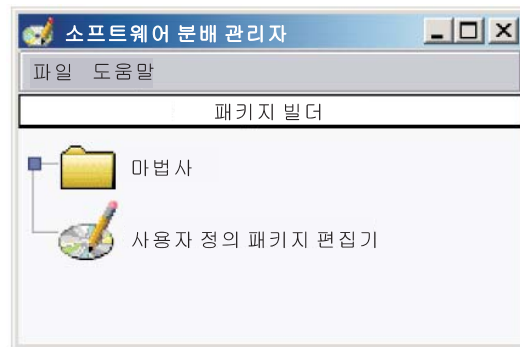 소프트웨어 분배 관리자
파일 도움말
패키지 빌더
마법사
사용자 정의 패키지 편집기